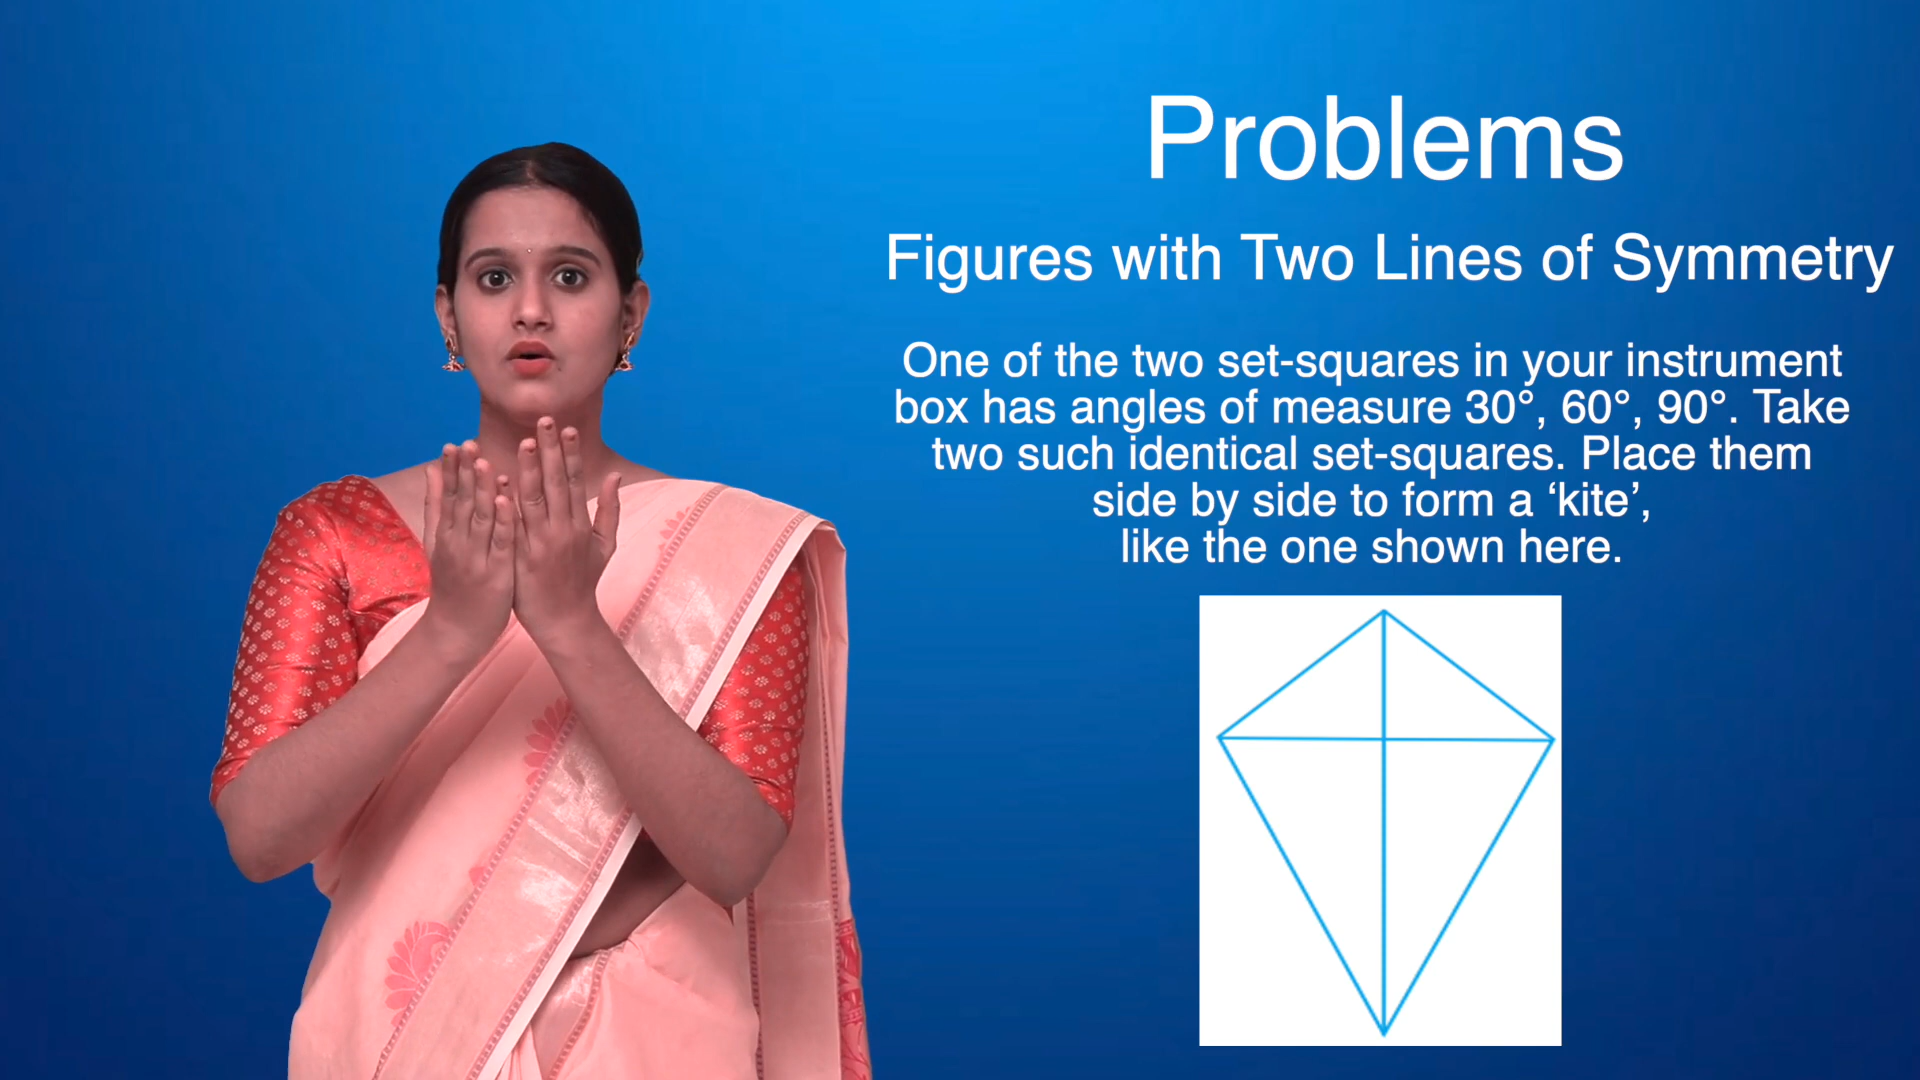 Problems
Figures with Two Lines of Symmetry
One of the two set-squares in your instrument
box has angles of measure 30°, 60°, 90°. Take
two such identical set-squares. Place them
side by side to form a ‘kite’,
like the one shown here.